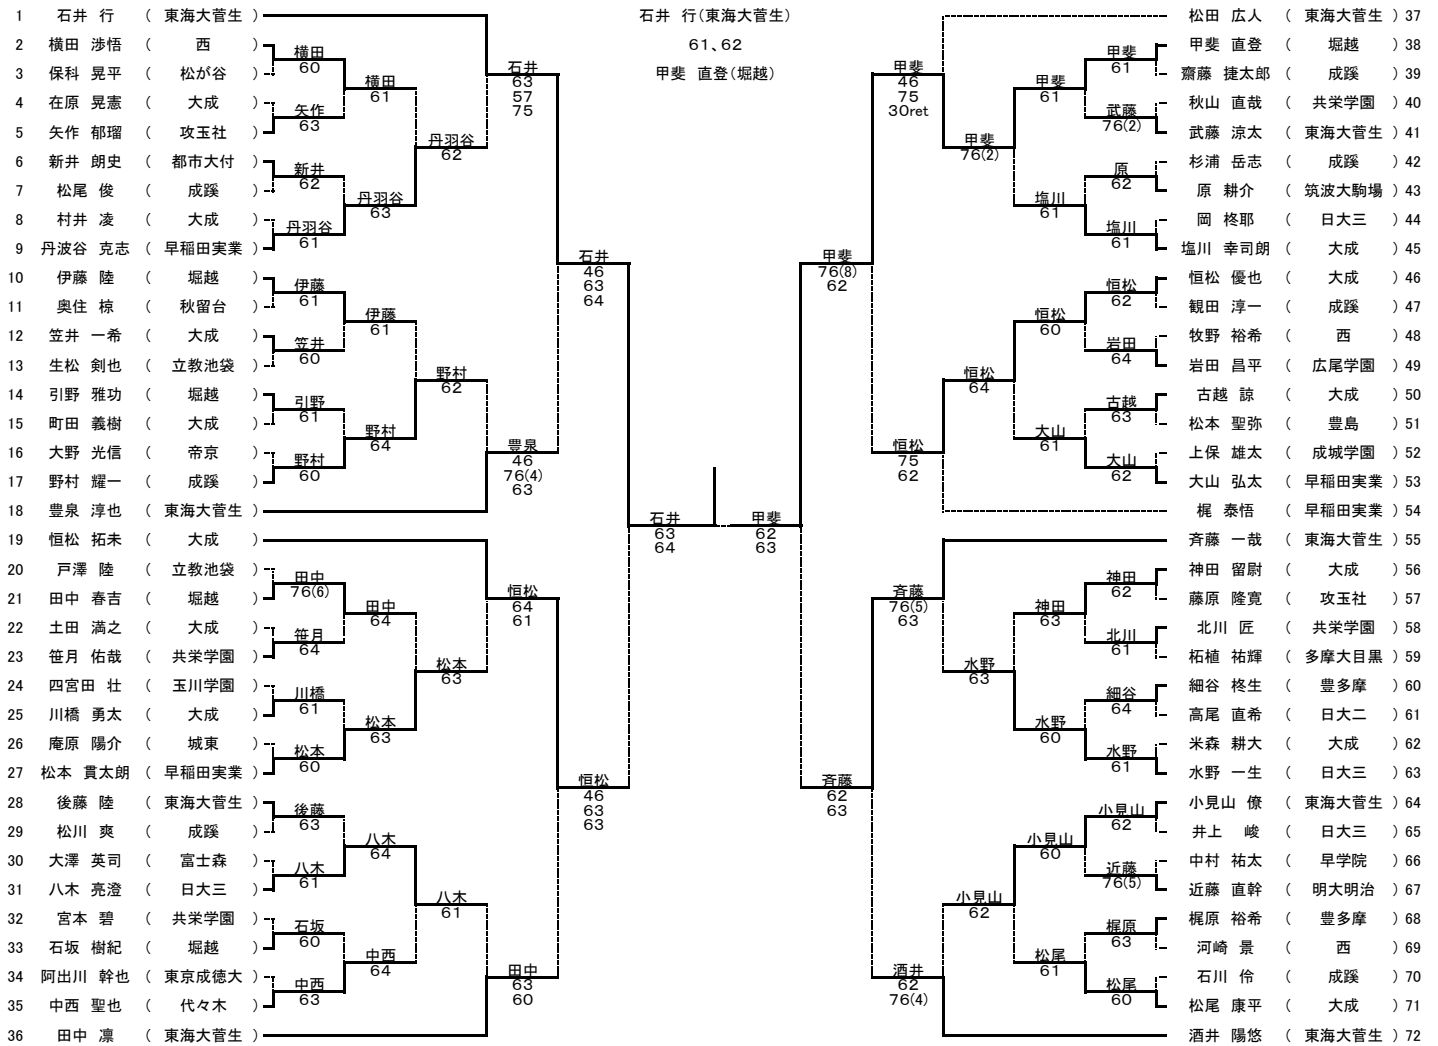 石井 行(東海大菅生)
61、62
甲斐 直登(堀越)
1 石井 行 ( 東海大菅生 )
2 横田 渉悟 ( 西 )
3 保科 晃平 ( 松が谷 )
4 在原 晃憲 ( 大成 )
5 矢作 郁瑠 ( 攻玉社 )
6 新井 朗史 ( 都市大付 )
7 松尾 俊 ( 成蹊 )
8 村井 凌 ( 大成 )
9 丹波谷 克志 ( 早稲田実業 )
10 伊藤 陸 ( 堀越 )
11 奥住 椋 ( 秋留台 )
12 笠井 一希 ( 大成 )
13 生松 剣也 ( 立教池袋 )
14 引野 雅功 ( 堀越 )
15 町田 義樹 ( 大成 )
16 大野 光信 ( 帝京 )
17 野村 耀一 ( 成蹊 )
18 豊泉 淳也 ( 東海大菅生 )
19 恒松 拓未 ( 大成 )
20 戸澤 陸 ( 立教池袋 )
21 田中 春吉 ( 堀越 )
22 土田 満之 ( 大成 )
23 笹月 佑哉 ( 共栄学園 )
24 四宮田 壮 ( 玉川学園 )
25 川橋 勇太 ( 大成 )
26 庵原 陽介 ( 城東 )
27 松本 貫太朗 ( 早稲田実業 )
28 後藤 陸 ( 東海大菅生 )
29 松川 爽 ( 成蹊 )
30 大澤 英司 ( 富士森 )
31 八木 亮澄 ( 日大三 )
32 宮本 碧 ( 共栄学園 )
33 石坂 樹紀 ( 堀越 )
34 阿出川 幹也 ( 東京成徳大 )
35 中西 聖也 ( 代々木 )
36 田中 凛 ( 東海大菅生 )
横田
60
矢作
63
新井
62
丹羽谷
61
伊藤
61
笠井
60
引野
61
野村
60
田中
76(6)
笹月
64
川橋
61
松本
60
後藤
63
八木
61
石坂
60
中西
63
横田
61
丹羽谷
63
伊藤
61
野村
64
田中
64
松本
63
八木
64
中西
64
丹羽谷
62
野村
62
松本
63
八木
61
石井
63
57
75
豊泉
46
76(4)
63
恒松
64
61
田中
63
60
石井
46
63
64
恒松
46
63
63
石井
63
64
甲斐
62
63
甲斐
76(8)
62
斉藤
62
63
甲斐
46
75
30ret
恒松
75
62
斉藤
76(5)
63
酒井
62
76(4)
甲斐
76(2)
恒松
64
水野
63
小見山
62
甲斐
61
塩川
61
恒松
60
大山
61
神田
63
水野
60
小見山
60
松尾
61
甲斐
61
武藤
76(2)
原
62
塩川
61
恒松
62
岩田
64
古越
63
大山
62
神田
62
北川
61
細谷
64
水野
61
小見山
62
近藤
76(5)
梶原
63
松尾
60
松田 広人 ( 東海大菅生 ) 37
甲斐 直登 ( 堀越 ) 38
齋藤 捷太郎 ( 成蹊 ) 39
秋山 直哉 ( 共栄学園 ) 40
武藤 涼太 ( 東海大菅生 ) 41
杉浦 岳志 ( 成蹊 ) 42
原 耕介 ( 筑波大駒場 ) 43
岡 柊耶 ( 日大三 ) 44
塩川 幸司朗 ( 大成 ) 45
恒松 優也 ( 大成 ) 46
観田 淳一 ( 成蹊 ) 47
牧野 裕希 ( 西 ) 48
岩田 昌平 ( 広尾学園 ) 49
古越 諒 ( 大成 ) 50
松本 聖弥 ( 豊島 ) 51
上保 雄太 ( 成城学園 ) 52
大山 弘太 ( 早稲田実業 ) 53
梶 泰悟 ( 早稲田実業 ) 54
斉藤 一哉 ( 東海大菅生 ) 55
神田 留尉 ( 大成 ) 56
藤原 隆寛 ( 攻玉社 ) 57
北川 匠 ( 共栄学園 ) 58
柘植 祐輝 ( 多摩大目黒 ) 59
細谷 柊生 ( 豊多摩 ) 60
高尾 直希 ( 日大二 ) 61
米森 耕大 ( 大成 ) 62
水野 一生 ( 日大三 ) 63
小見山 僚 ( 東海大菅生 ) 64
井上 峻 ( 日大三 ) 65
中村 祐太 ( 早学院 ) 66
近藤 直幹 ( 明大明治 ) 67
梶原 裕希 ( 豊多摩 ) 68
河崎 景 ( 西 ) 69
石川 伶 ( 成蹊 ) 70
松尾 康平 ( 大成 ) 71
酒井 陽悠 ( 東海大菅生 ) 72